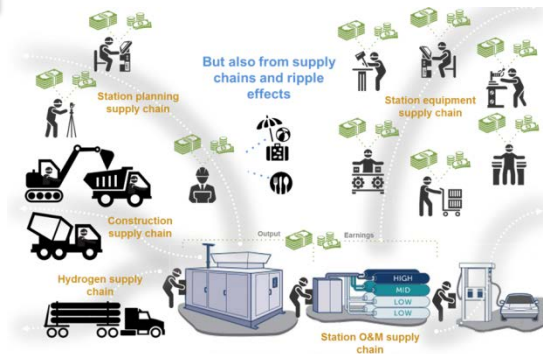 But also from supply
chains and ripple
effects
Station planning
supply chain
Station equipment
supply chain
Construction
supply chain
Output
Earnings
Hydrogen supply
chain
HIGH
MID
LOW
LOW
Station O&M supply
chain